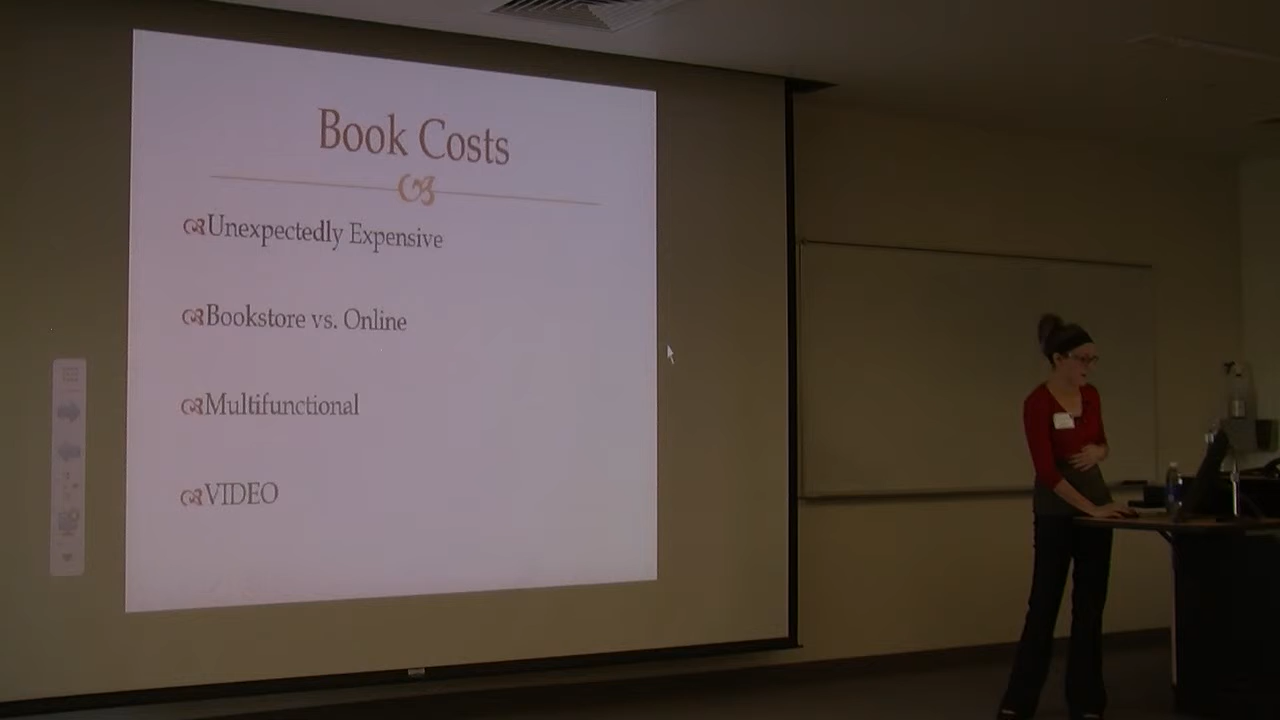 Book Costs
Unexpectedly Expensive
Bookstore vs. Online
Multifunctional
VIDEO